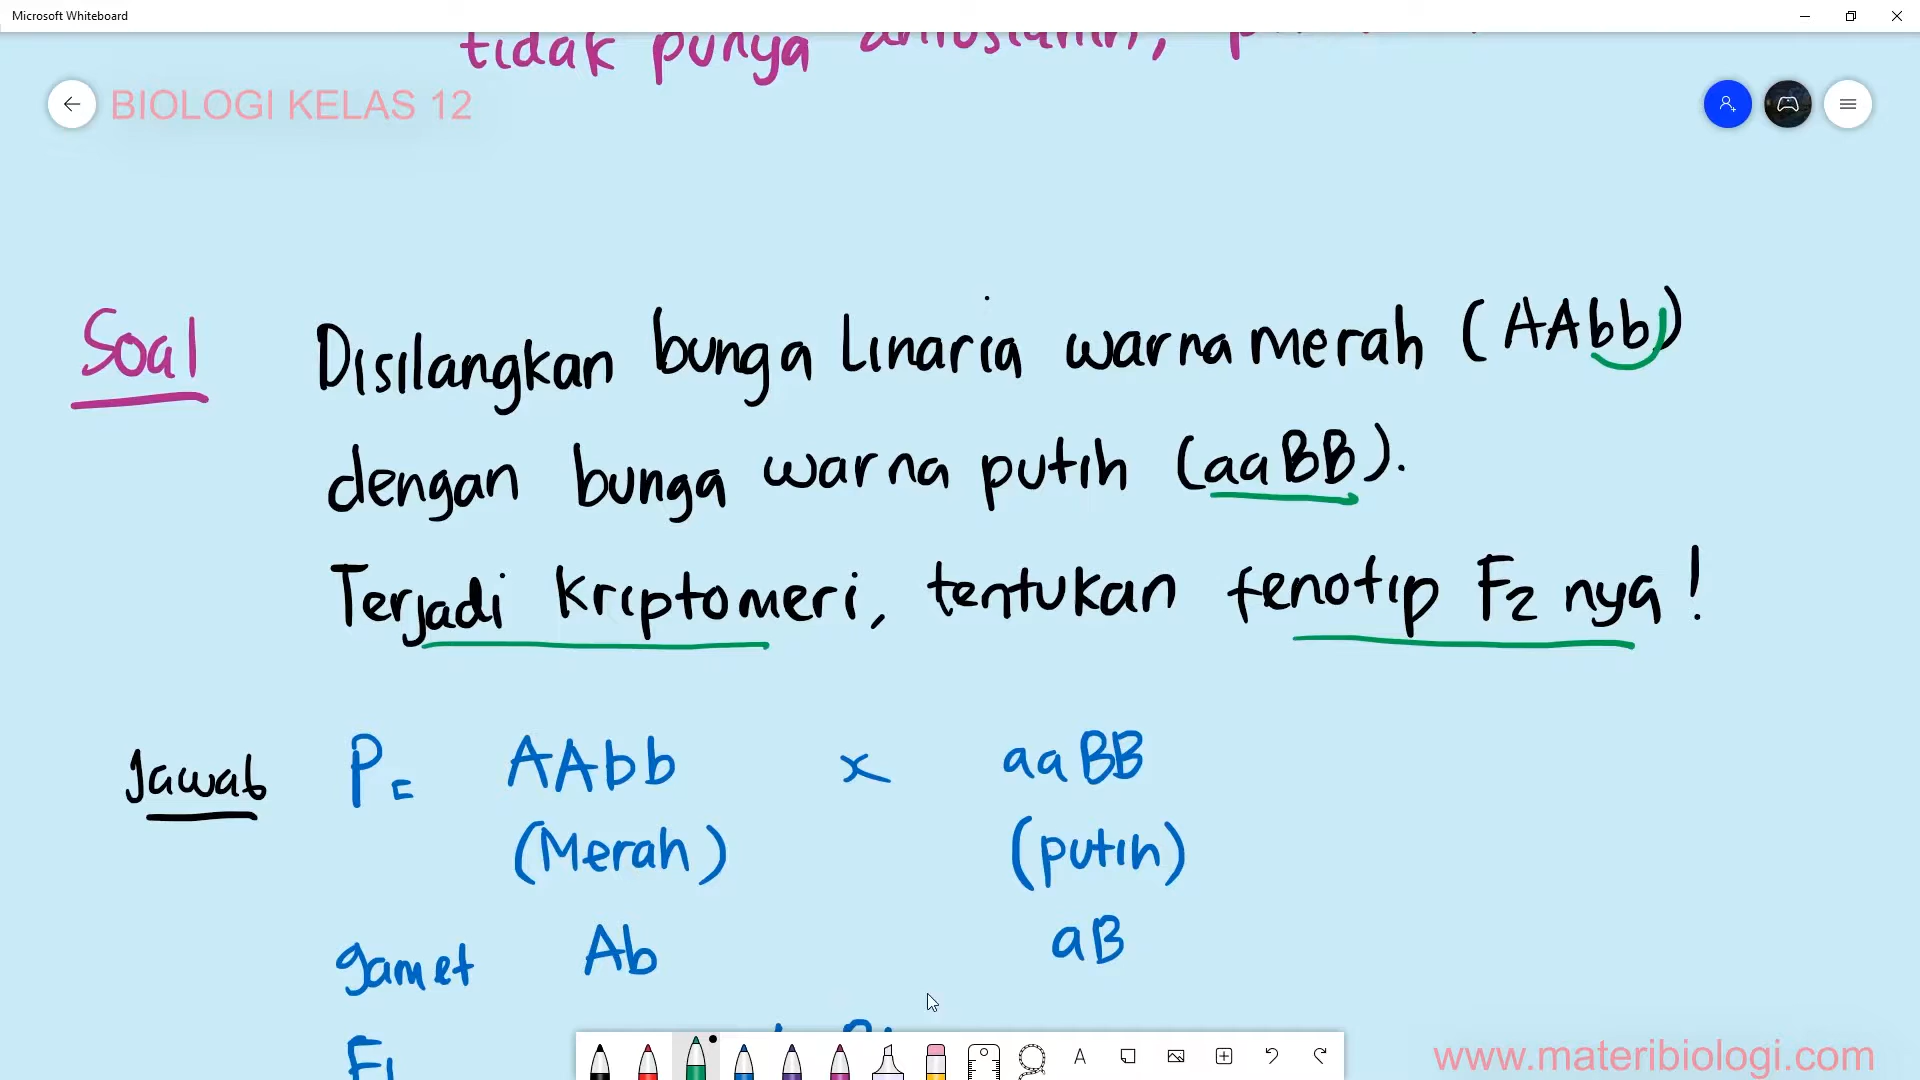 Microsoft Whiteboard
tidak punya
BIOLOGI KELAS 12
Soal Disilangkan bunga Linaria warna merah (AAbb)
dengan bunga warna putih (aaBB).
Terjadi kriptomeri, tentukan fenotip F2 nya!
Jawab P= AAbb x aaBB
(Merah) (putih)
gamet Ab aB
F1
www.materibiologi.com